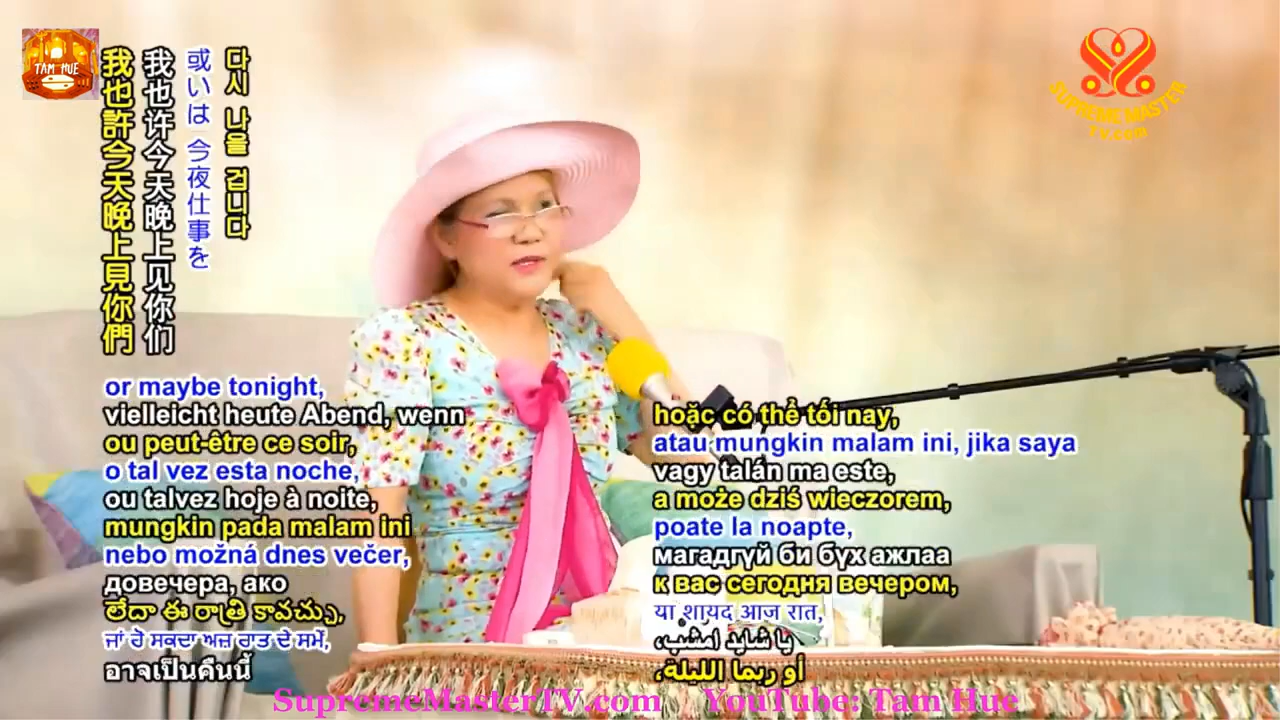 TAM HUE
SUPREME MASTER
TV.com
我也許今天晚上見你們
我也许今天晚上见你们
或いは 今夜仕事を
다시 나을 겁니다
or maybe tonight,
vielleicht heute Abend, wenn
ou peut-être ce soir,
o tal vez esta noche,
ou talvez hoje à noite,
mungkin pada malam ini
nebo možná dnes večer,
довечера, ако
లేదా ఈ రాత్రి కావచ్చు,
ਜਾਂ ਹੋ ਸਕਦਾ ਅਜ਼ ਰਾਤ ਦੇ ਸਮੇਂ,
อาจเป็นคืนนี้
hoặc có thể tối nay,
atau mungkin malam ini, jika saya
vagy talán ma este,
a może dziś wieczorem,
poate la noapte,
магадгүй би бүх ажлаа
к вас сегодня вечером,
या शायद आज रात,
یا شاید امشب،
أو ربما الليلة،
SupremeMasterTV.com YouTube: Tam Hue